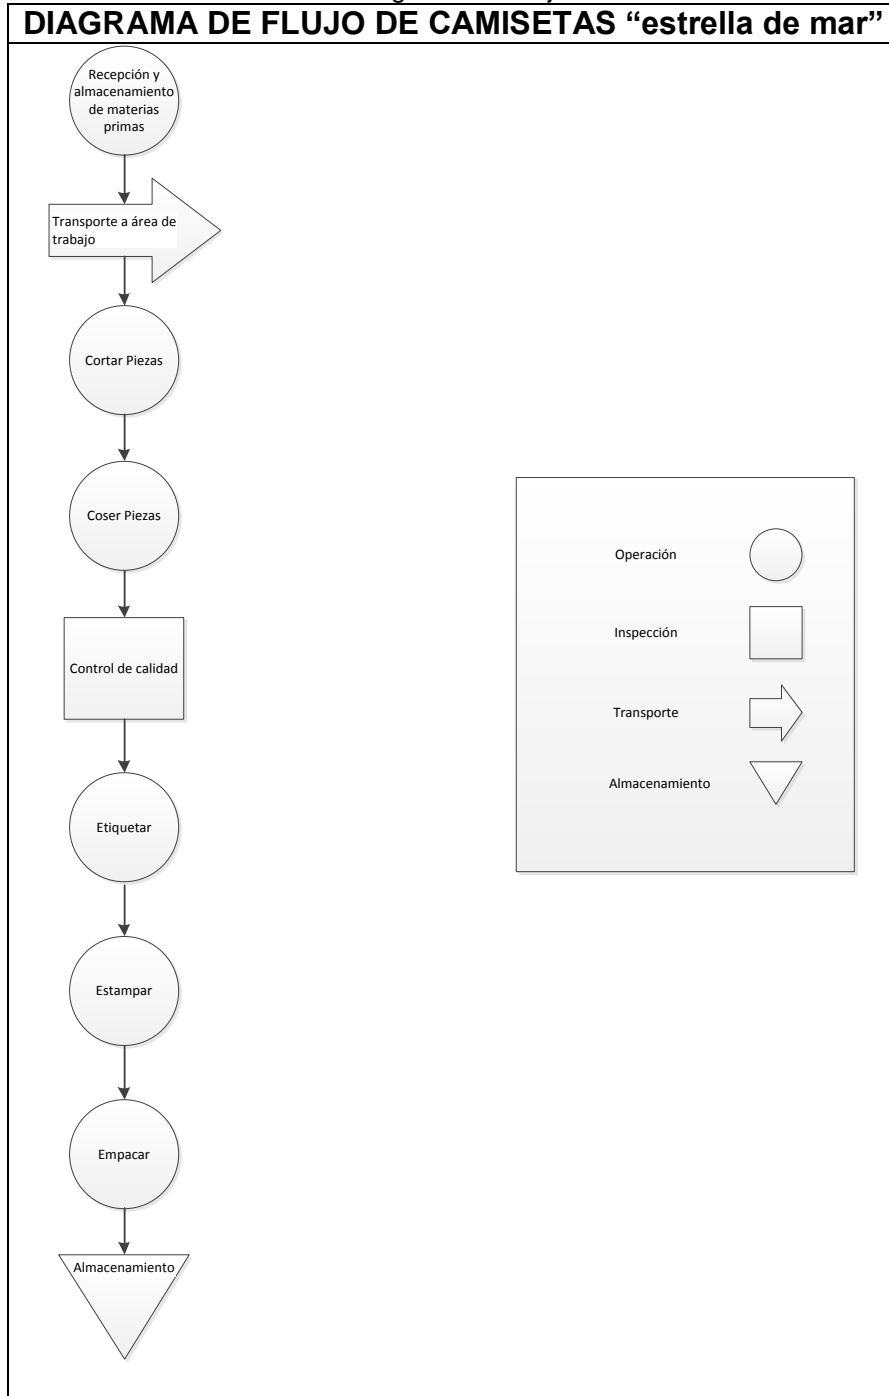 DIAGRAMA DE FLUJO DE CAMISETAS “estrella de mar”
Recepción y
almacenamiento
de materias
primas
Transporte a área de
trabajo
Cortar Piezas
Coser Piezas
Control de calidad
Etiquetar
Estampar
Empacar
Almacenamiento
Operación
Inspección
Transporte
Almacenamiento